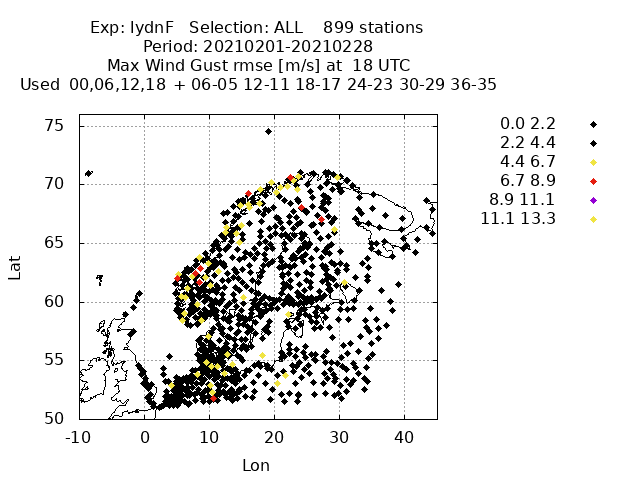 Exp: IydnF   Selection: ALL    899 stations
Period: 20210201-20210228
Max Wind Gust rmse [m/s] at  18 UTC
Used  00,06,12,18  + 06-05 12-11 18-17 24-23 30-29 36-35
0.0 2.2
2.2 4.4
4.4 6.7
6.7 8.9
8.9 11.1
11.1 13.3
75
70
65
60
55
50
Lat
-10 0 10 20 30 40
Lon